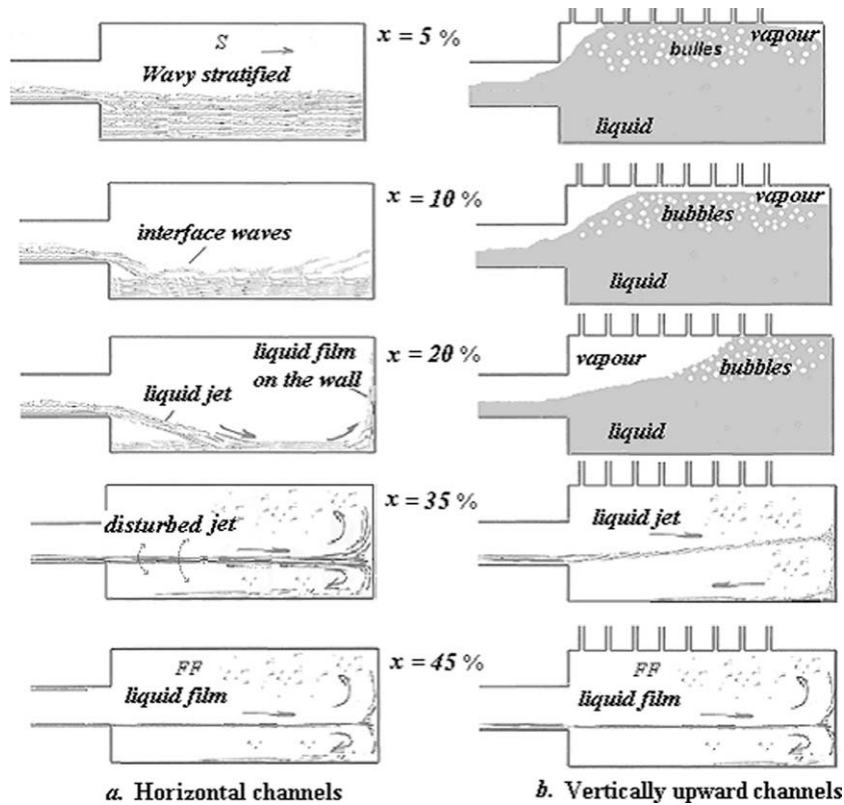 S
Wavy stratified
x = 5 %
bulles
vapour
liquid
interface waves
x = 10 %
vapour
bubbles
liquid
liquid film
on the wall
liquid jet
x = 20 %
vapour
bubbles
liquid
disturbed jet
x = 35 %
liquid jet
FF
liquid film
x = 45 %
FF
liquid film
a. Horizontal channels
b. Vertically upward channels